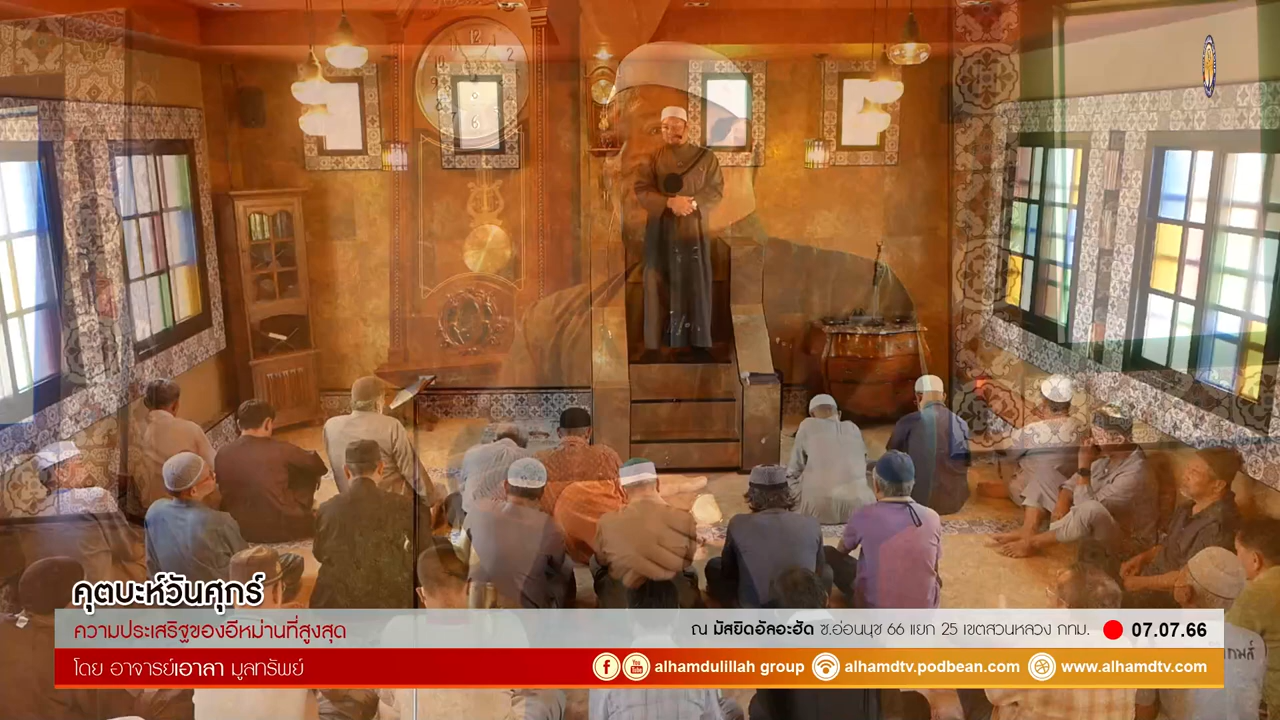 คุตบะห์วันศุกร์
ความประเสริฐของอีหม่านที่สูงสุด
ณ มัสยิดอัลอะฮัด ซ.อ่อนนุช 66 แยก 25 เขตสวนหลวง กทม. 07.07.66
โดย อาจารย์เอาลา มูลทรัพย์
alhamdulillah group alhamdtv.podbean.com www.alhamdtv.com